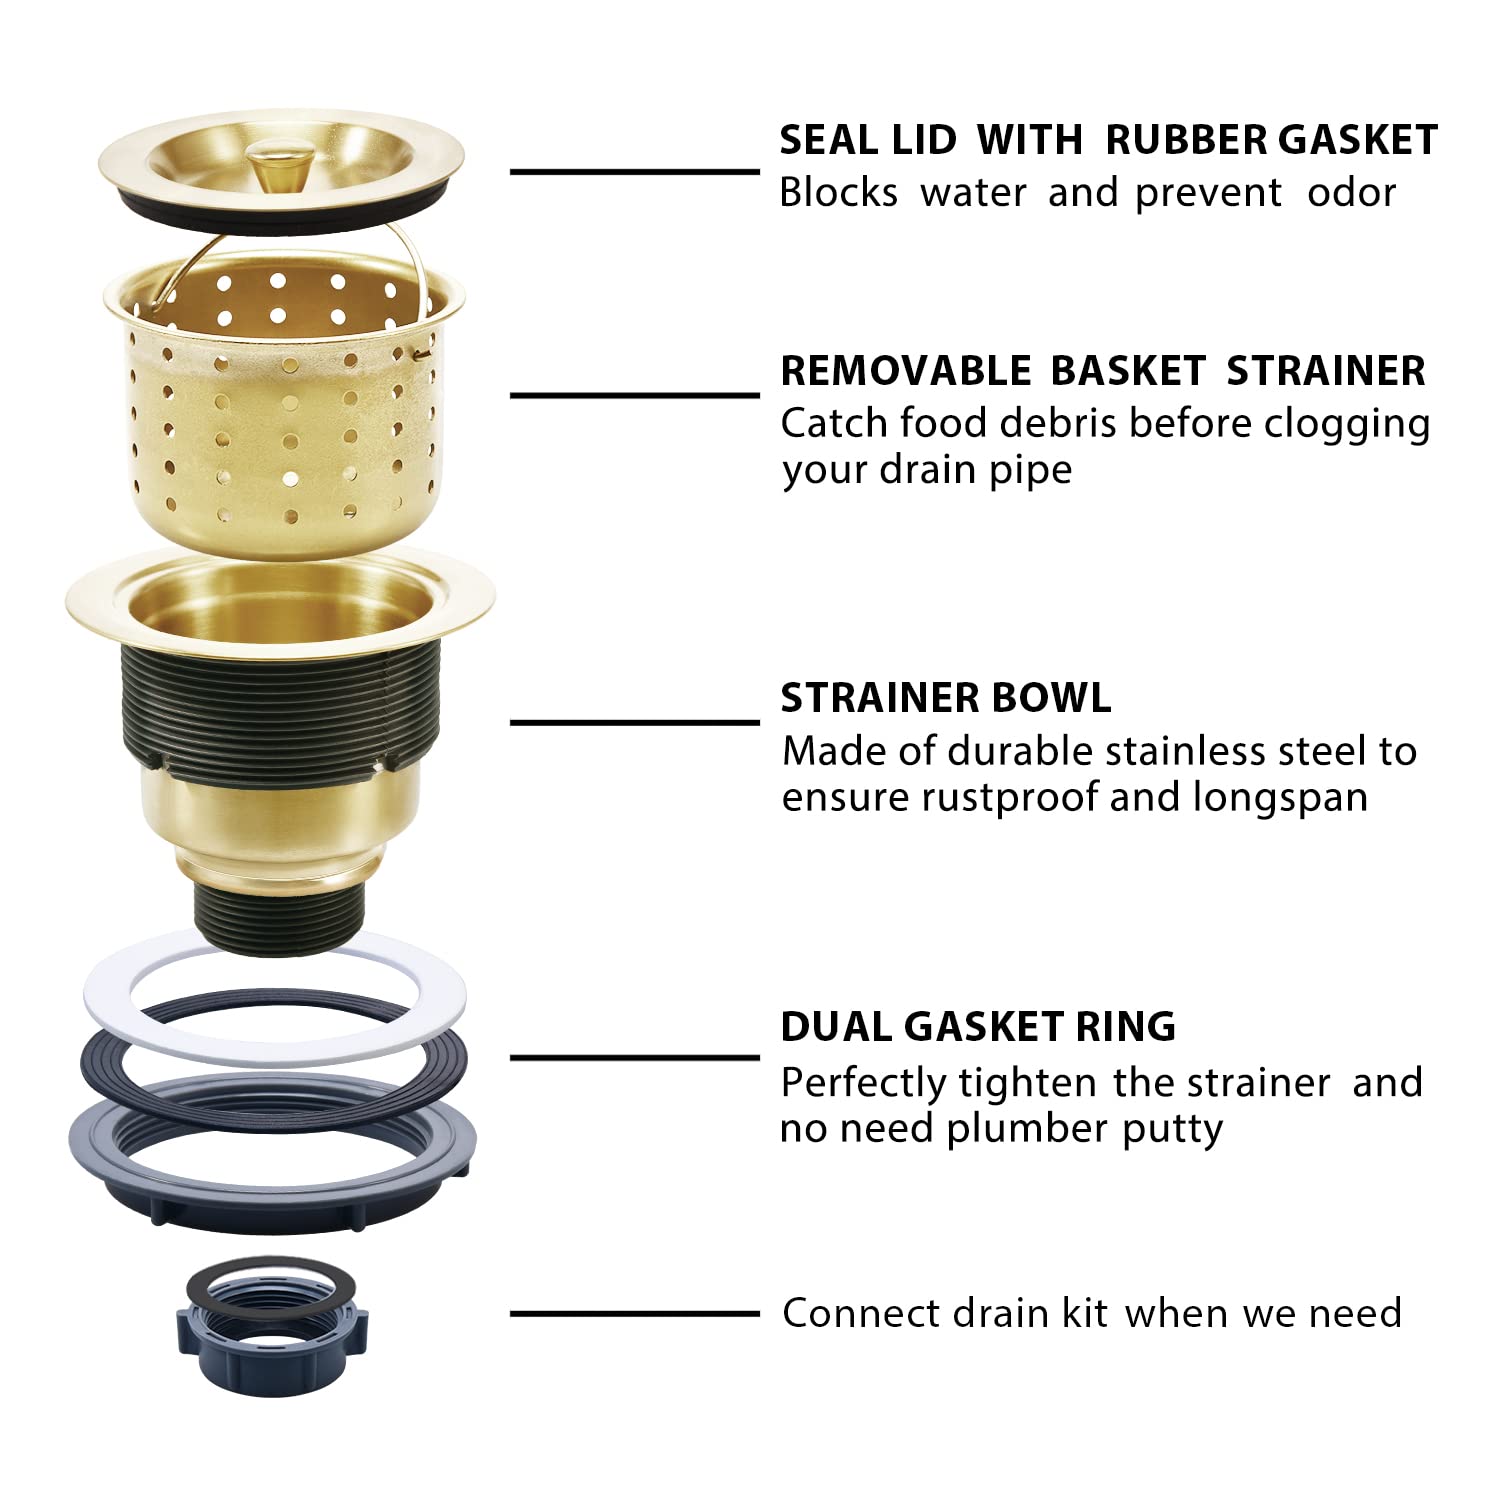 SEAL LID WITH RUBBER GASKET
Blocks water and prevent odor
REMOVABLE BASKET STRAINER
Catch food debris before clogging
your drain pipe
STRAINER BOWL
Made of durable stainless steel to
ensure rustproof and longspan
DUAL GASKET RING
Perfectly tighten the strainer and
no need plumber putty
Connect drain kit when we need